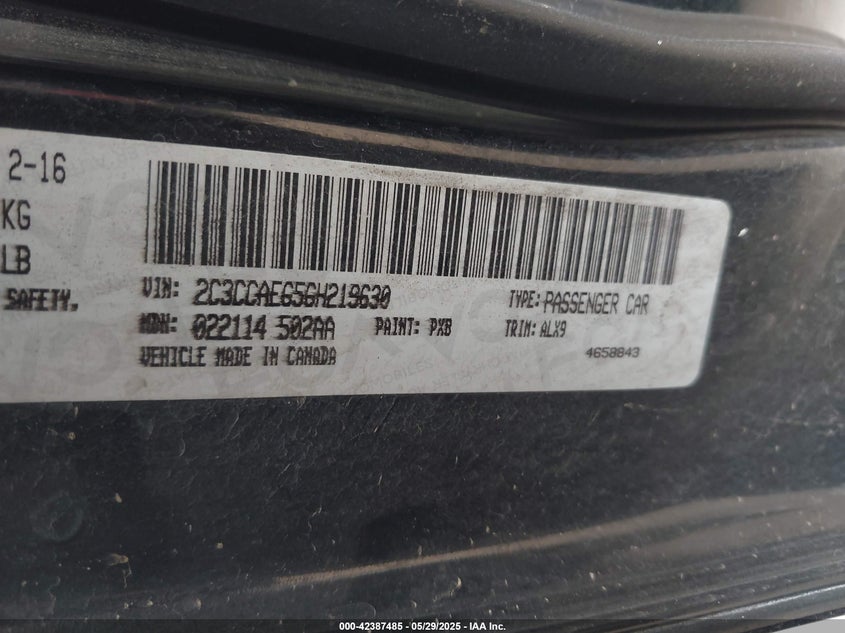 2-16
KG
LB
SAFETY.
VIN: 2C3CCAEG5GH219630
TYPE: PASSENGER CAR
MDH: 022114 502AA
PAINT: PX8
TRIM: ALX9
VEHICLE MADE IN CANADA
4658843
000-42387485 - 05/29/2025 - IAA Inc.